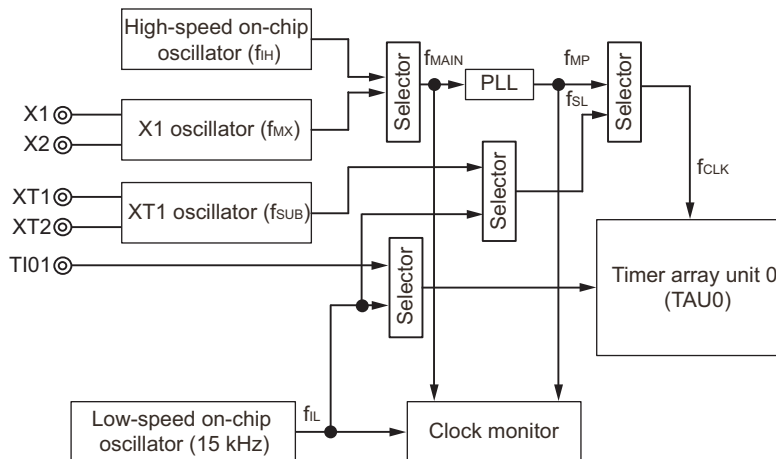 High-speed on-chip
oscillator (fIH)
Selector
fMAIN
PLL
fMP
fSL
Selector
X1
X2
X1 oscillator (fMX)
fCLK
XT1
XT2
XT1 oscillator (fSUB)
Selector
TI01
Selector
Timer array unit 0
(TAU0)
Low-speed on-chip
oscillator (15 kHz)
fIL
Clock monitor